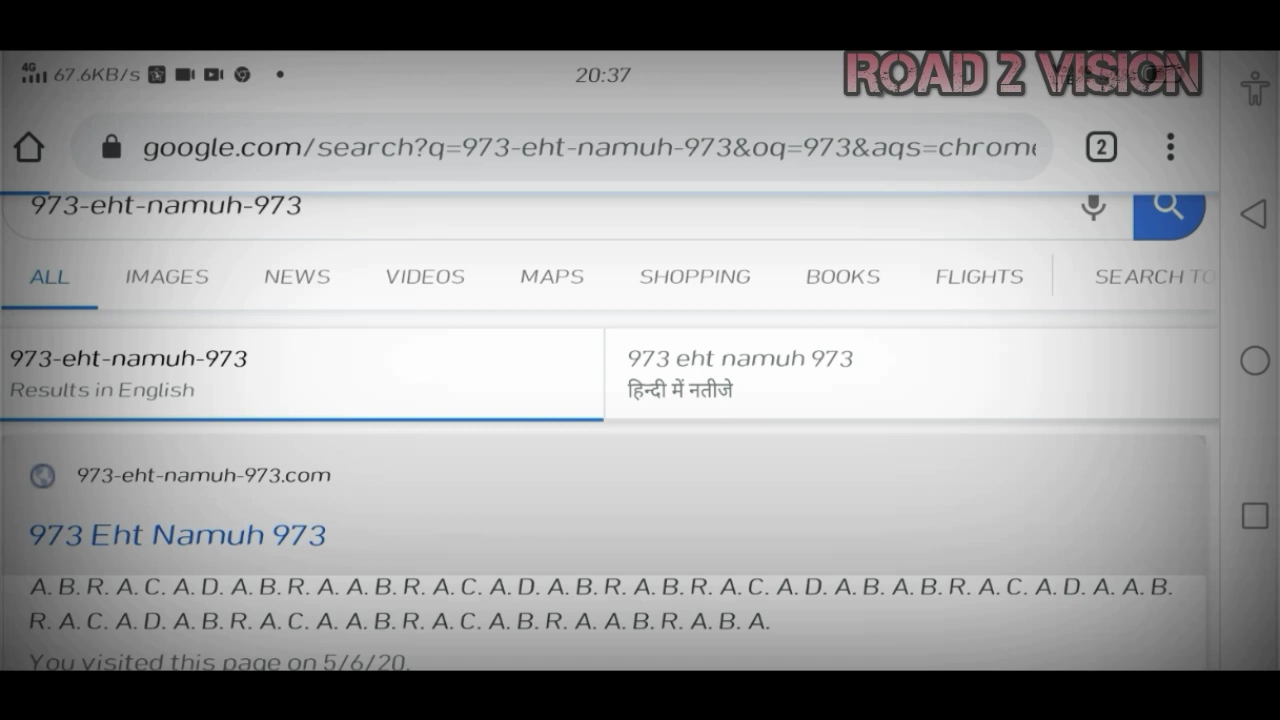 4G 67.6KB/s 20:37 ROAD 2 VISION
google.com/search?q=973-eht-namuh-973&oq=973&aqs=chrome 2
973-eht-namuh-973
ALL IMAGES NEWS VIDEOS MAPS SHOPPING BOOKS FLIGHTS SEARCH TO
973-eht-namuh-973 973 eht namuh 973
Results in English हिन्दी में नतीजे
973-eht-namuh-973.com
973 Eht Namuh 973
A. B. R. A. C. A. D. A. B. R. A. A. B. R. A. C. A. D. A. B. R. A. B. R. A. C. A. D. A. B. A. B. R. A. C. A. D. A. A. B.
R. A. C. A. D. A. B. R. A. C. A. A. B. R. A. C. A. B. R. A. A. B. R. A. B. A.
You visited this page on 5/6/20.